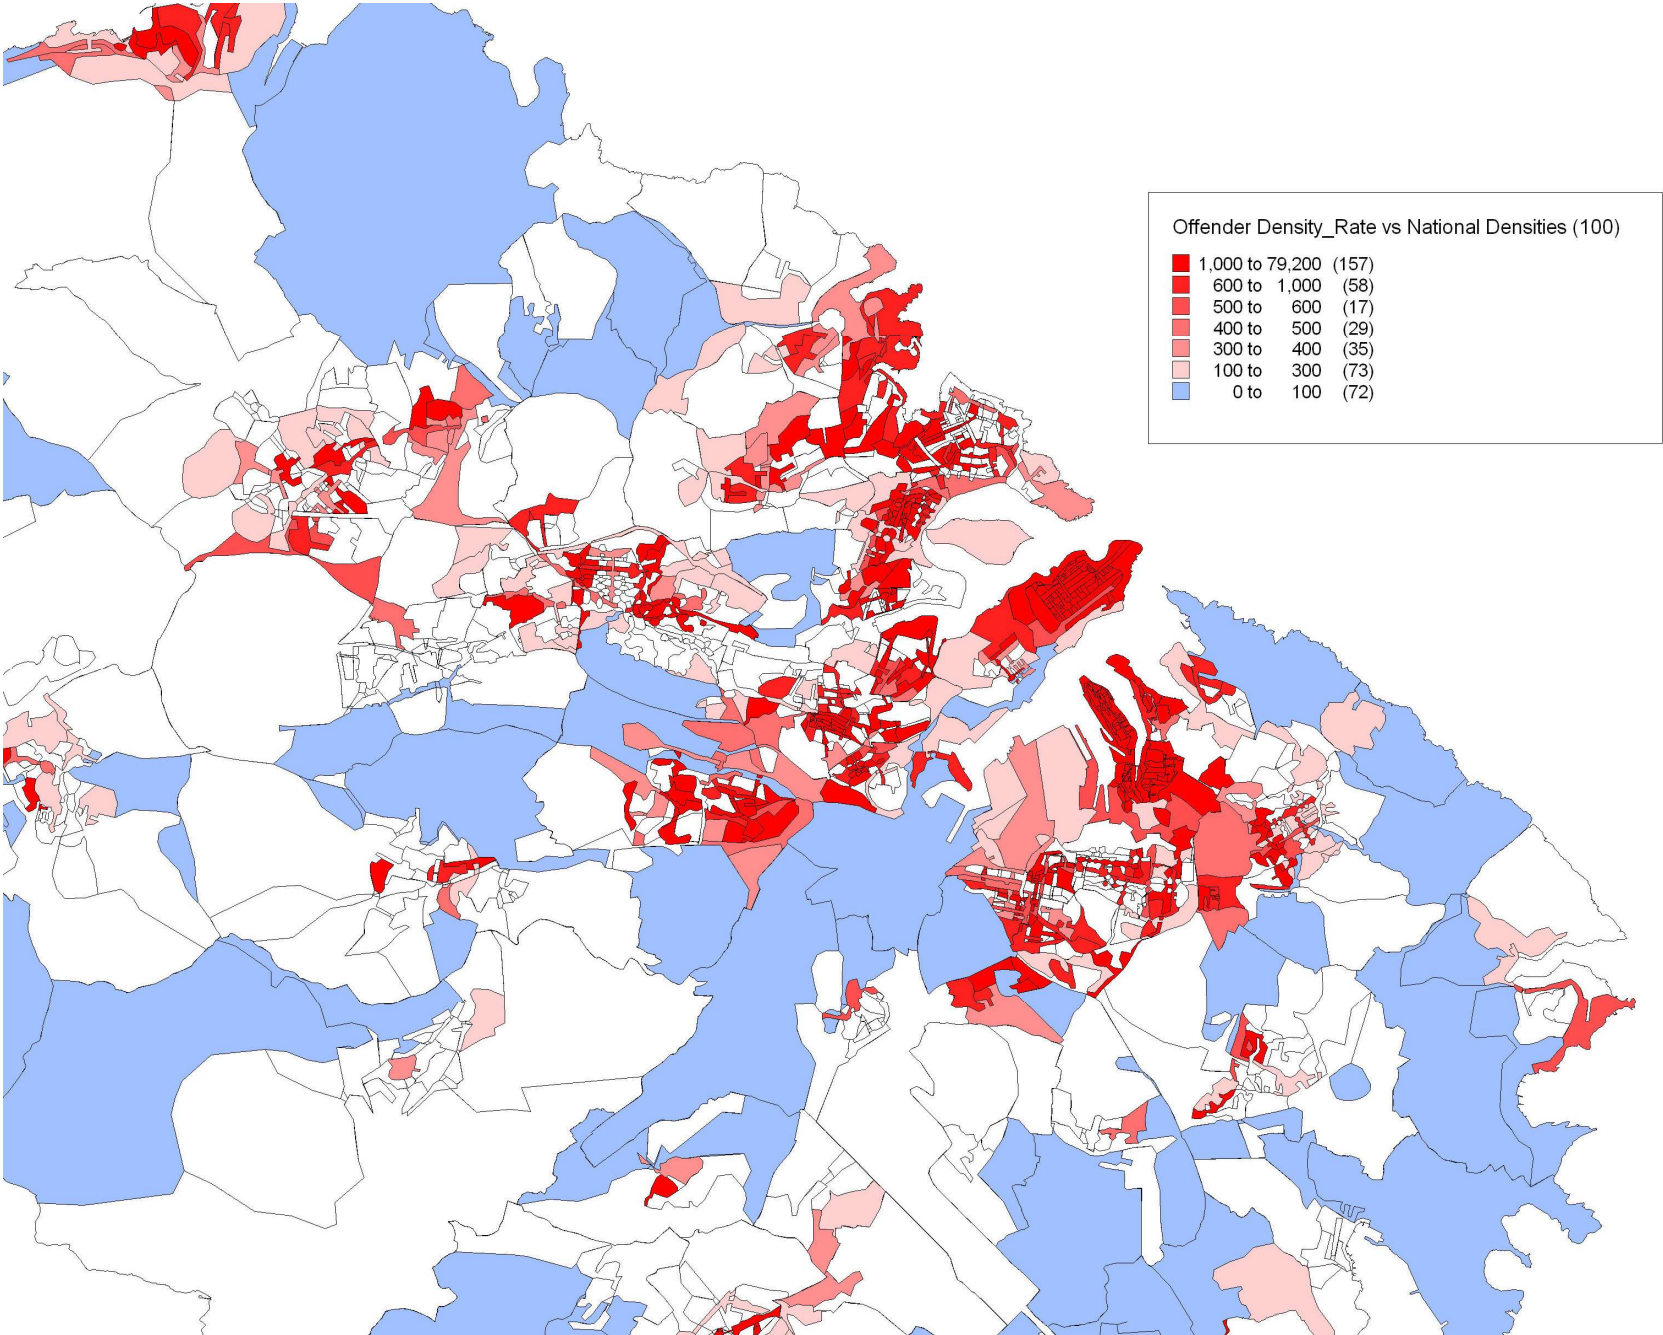 Offender Density_Rate vs National Densities (100)
1,000 to 79,200 (157)
600 to 1,000 (58)
500 to 600 (17)
400 to 500 (29)
300 to 400 (35)
100 to 300 (73)
0 to 100 (72)